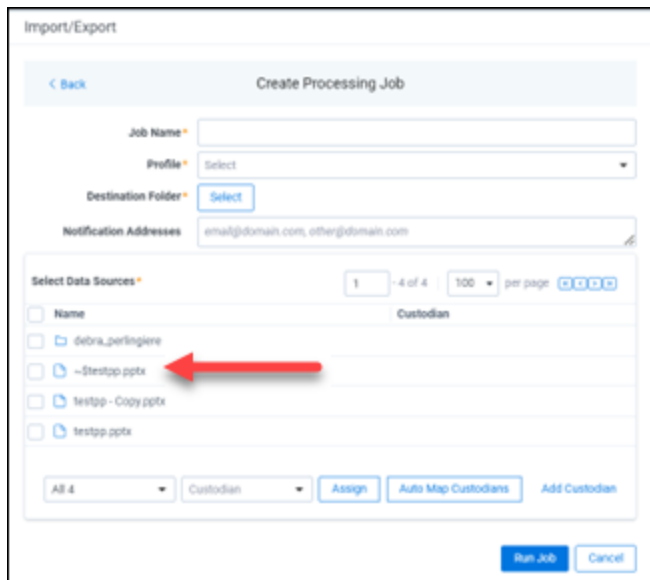 Import/Export
< Back
Create Processing Job
Job Name*
Profile* Select
Destination Folder* Select
Notification Addresses email@domain.com, other@domain.com
Select Data Sources* 1 - 4 of 4 100 per page
Name Custodian
debra_perlingiere
~$testpp.pptx
testpp - Copy.pptx
testpp.pptx
All 4 Custodian Assign Auto Map Custodians Add Custodian
Run Job Cancel